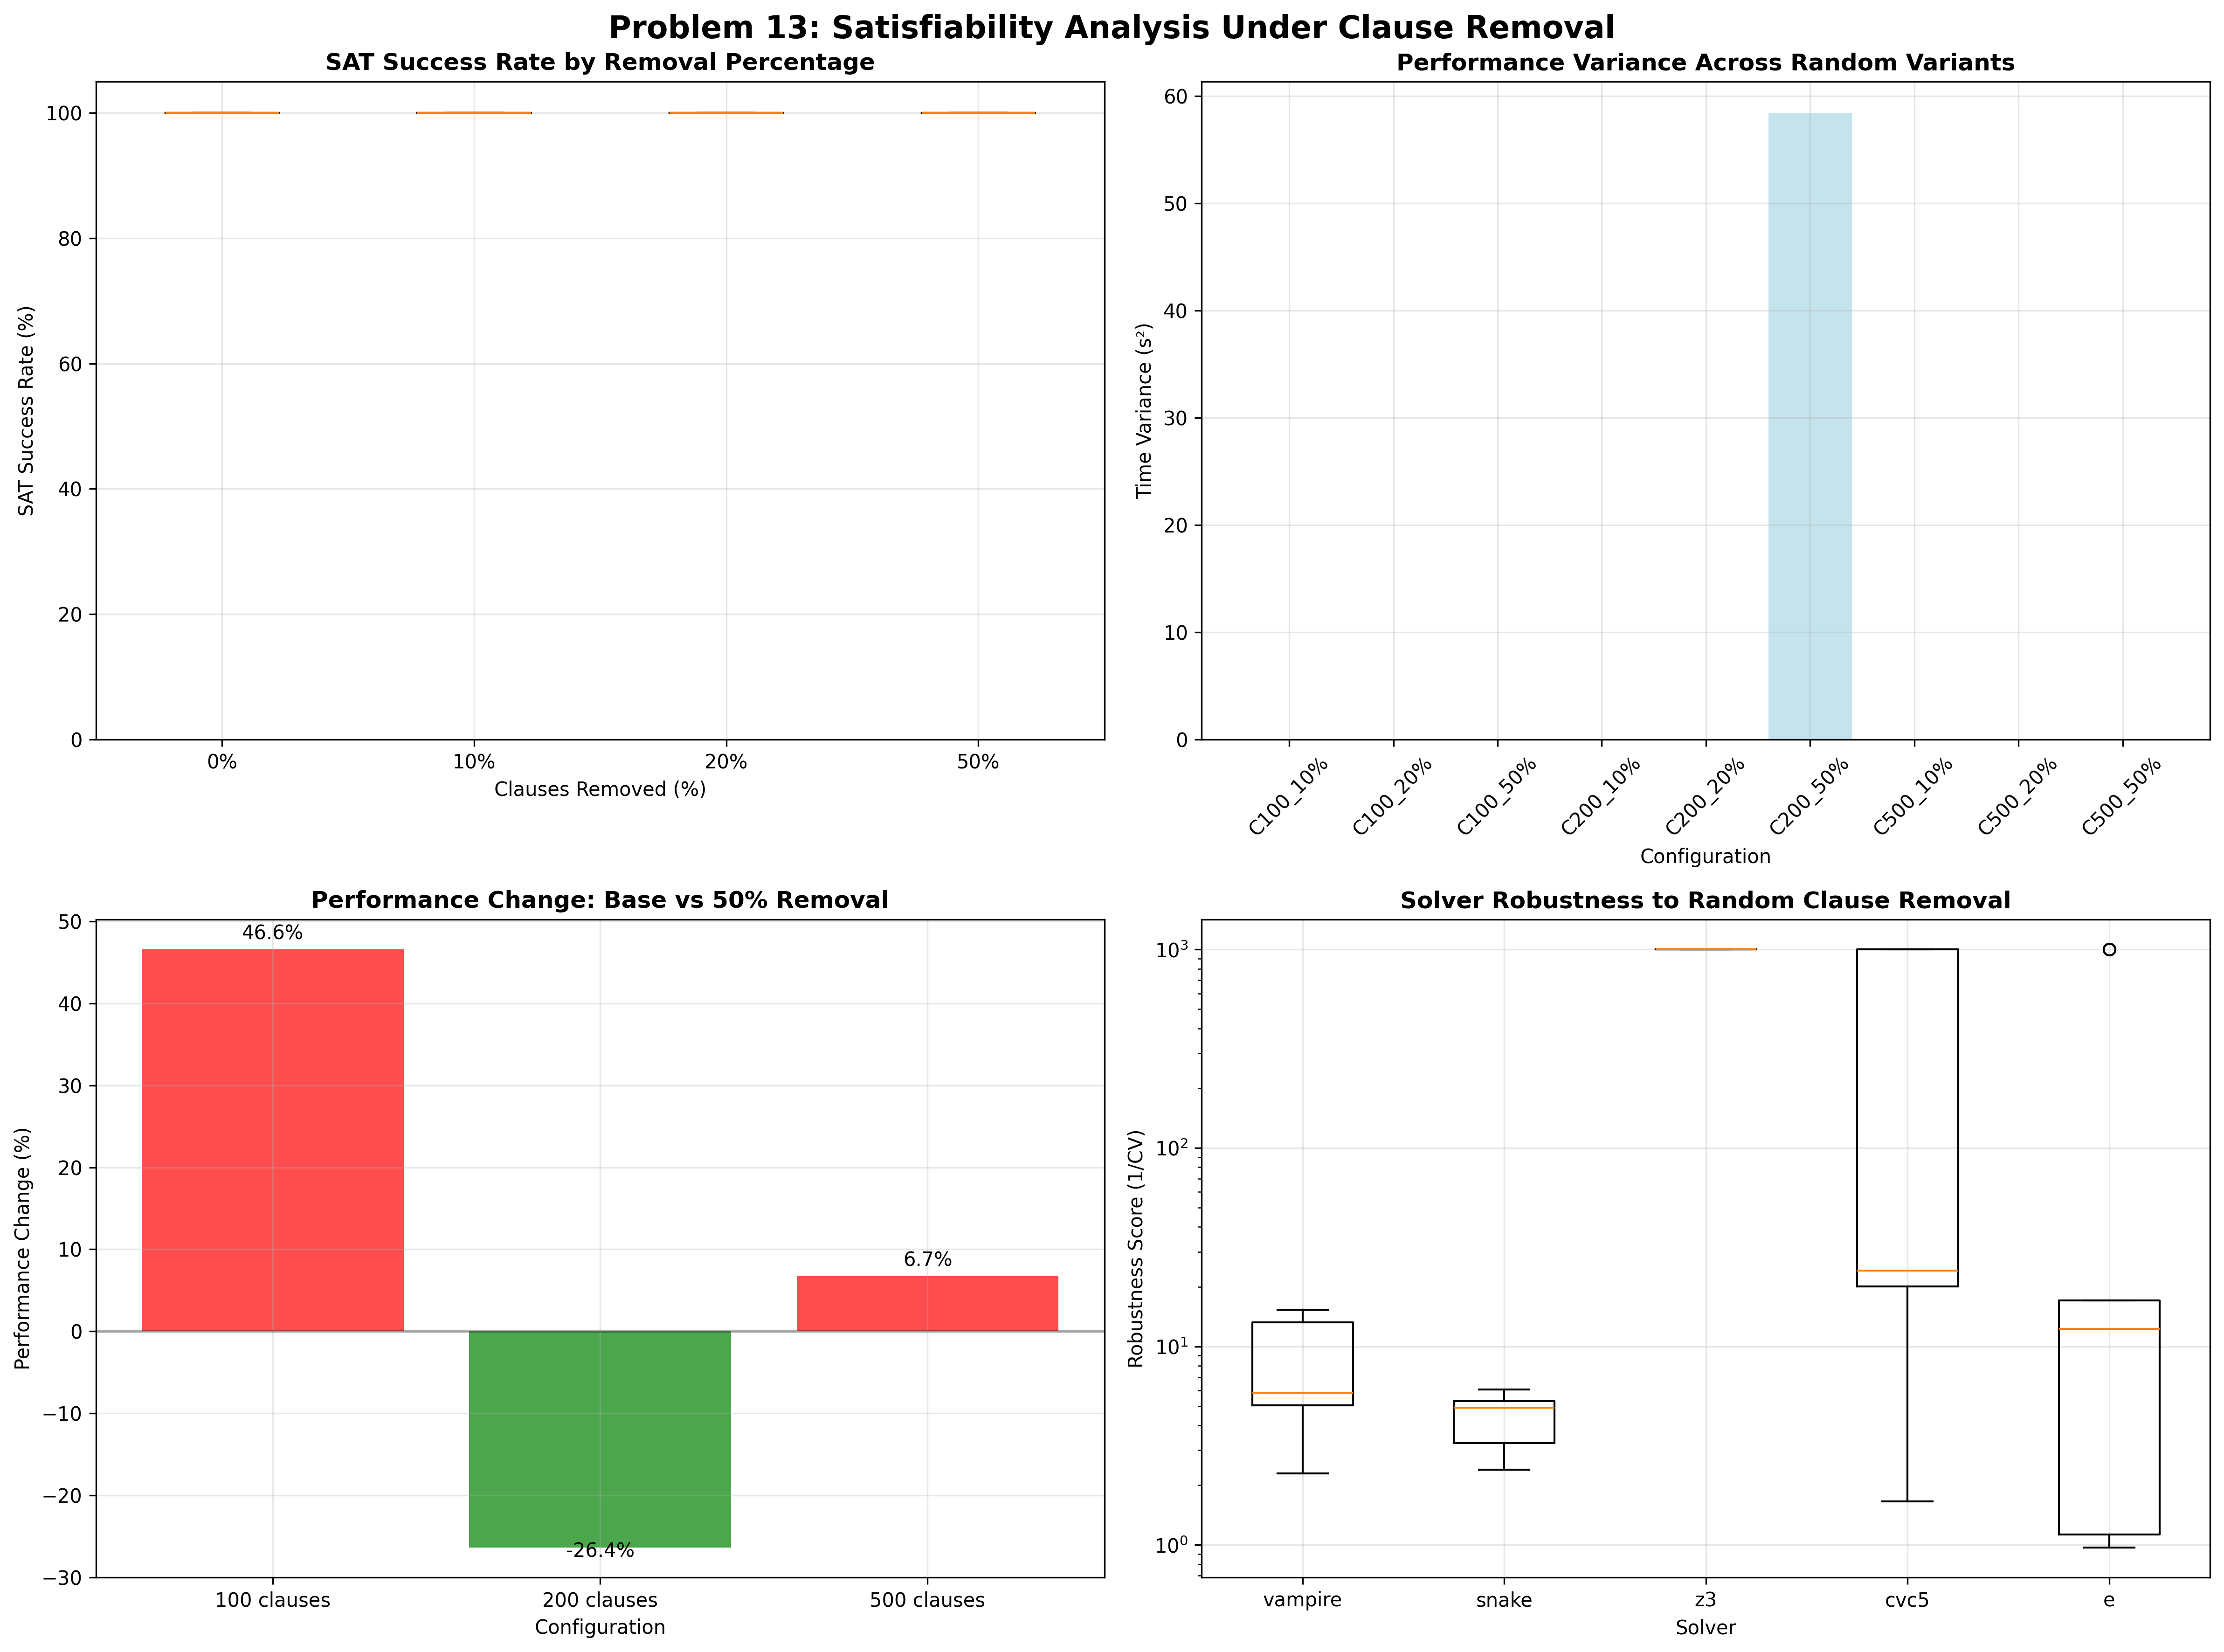 Problem 13: Satisfiability Analysis Under Clause Removal
SAT Success Rate by Removal Percentage
SAT Success Rate (%)
100
80
60
40
20
0
0% 10% 20% 50%
Clauses Removed (%)
Performance Variance Across Random Variants
Time Variance (s²)
60
50
40
30
20
10
0
C100_10% C100_20% C100_50% C200_10% C200_20% C200_50% C500_10% C500_20% C500_50%
Configuration
Performance Change: Base vs 50% Removal
Performance Change (%)
50
40
30
20
10
0
−10
−20
−30
46.6%
-26.4%
6.7%
100 clauses 200 clauses 500 clauses
Configuration
Solver Robustness to Random Clause Removal
Robustness Score (1/CV)
10³
10²
10¹
10⁰
vampire snake z3 cvc5 e
Solver